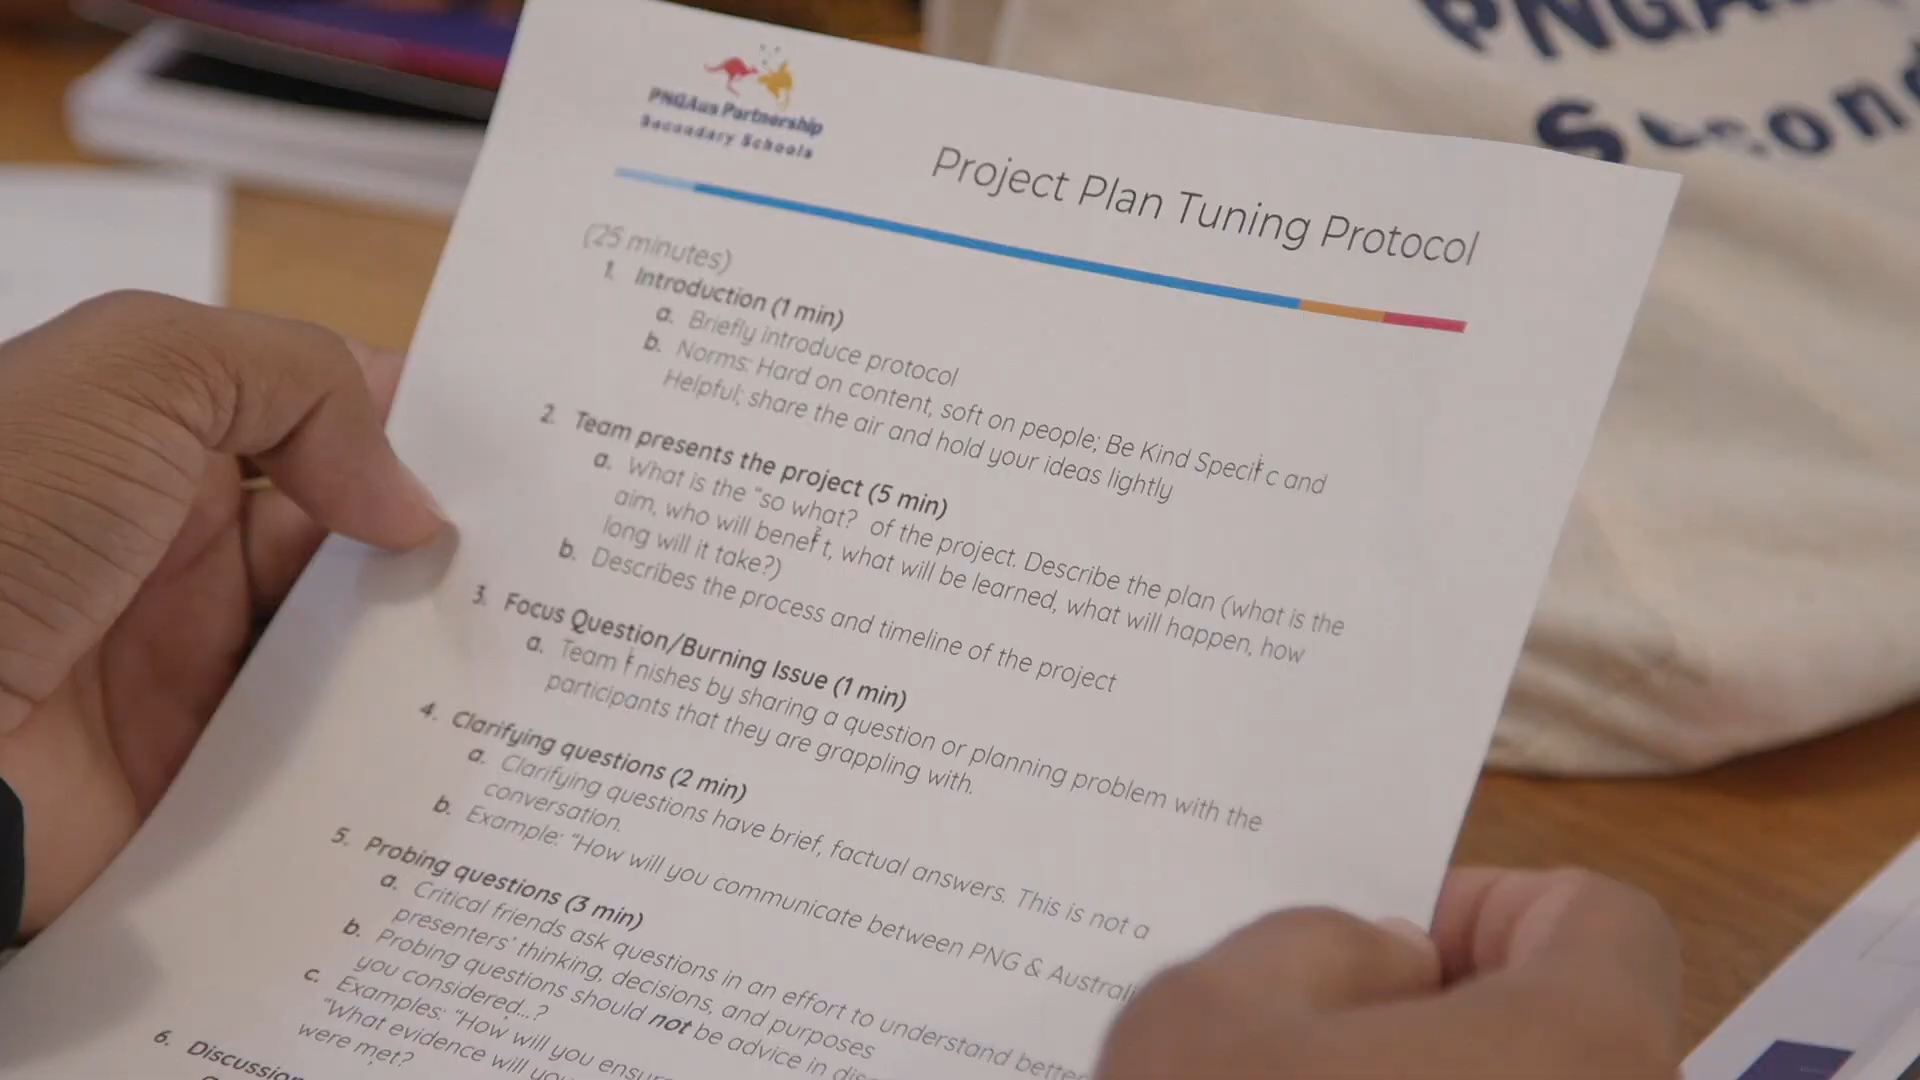 PNGAus Partnership
Secondary Schools
PNGA
Second
Project Plan Tuning Protocol
(25 minutes)
1. Introduction (1 min)
a. Briefly introduce protocol
b. Norms: Hard on content, soft on people; Be Kind Specific and
Helpful; share the air and hold your ideas lightly
2. Team presents the project (5 min)
a. What is the "so what? of the project. Describe the plan (what is the
aim, who will benefit, what will be learned, what will happen, how
long will it take?)
b. Describes the process and timeline of the project
3. Focus Question/Burning Issue (1 min)
a. Team finishes by sharing a question or planning problem with the
participants that they are grappling with.
4. Clarifying questions (2 min)
a. Clarifying questions have brief, factual answers. This is not a
conversation.
b. Example: "How will you communicate between PNG & Australi
5. Probing questions (3 min)
a. Critical friends ask questions in an effort to understand better
presenters' thinking, decisions, and purposes
b. Probing questions should not be advice in dis
you considered...?
c. Examples: "How will you ensur
"What evidence will you
were met?
6. Discussion